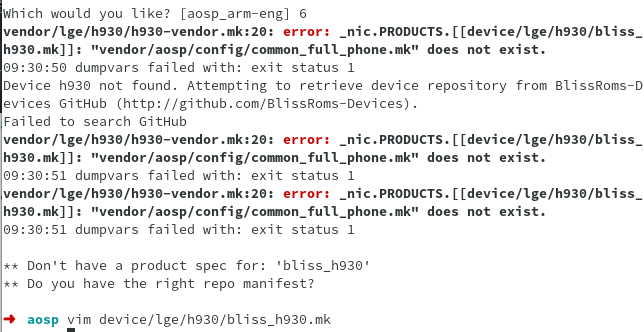 Which would you like? [aosp_arm-eng] 6
vendor/lge/h930/h930-vendor.mk:20: error: _nic.PRODUCTS.[[device/lge/h930/bliss_
h930.mk]]: "vendor/aosp/config/common_full_phone.mk" does not exist.
09:30:50 dumpvars failed with: exit status 1
Device h930 not found. Attempting to retrieve device repository from BlissRoms-D
evices GitHub (http://github.com/BlissRoms-Devices).
Failed to search GitHub
vendor/lge/h930/h930-vendor.mk:20: error: _nic.PRODUCTS.[[device/lge/h930/bliss_
h930.mk]]: "vendor/aosp/config/common_full_phone.mk" does not exist.
09:30:51 dumpvars failed with: exit status 1
vendor/lge/h930/h930-vendor.mk:20: error: _nic.PRODUCTS.[[device/lge/h930/bliss_
h930.mk]]: "vendor/aosp/config/common_full_phone.mk" does not exist.
09:30:51 dumpvars failed with: exit status 1
** Don't have a product spec for: 'bliss_h930'
** Do you have the right repo manifest?
➜ aosp vim device/lge/h930/bliss_h930.mk